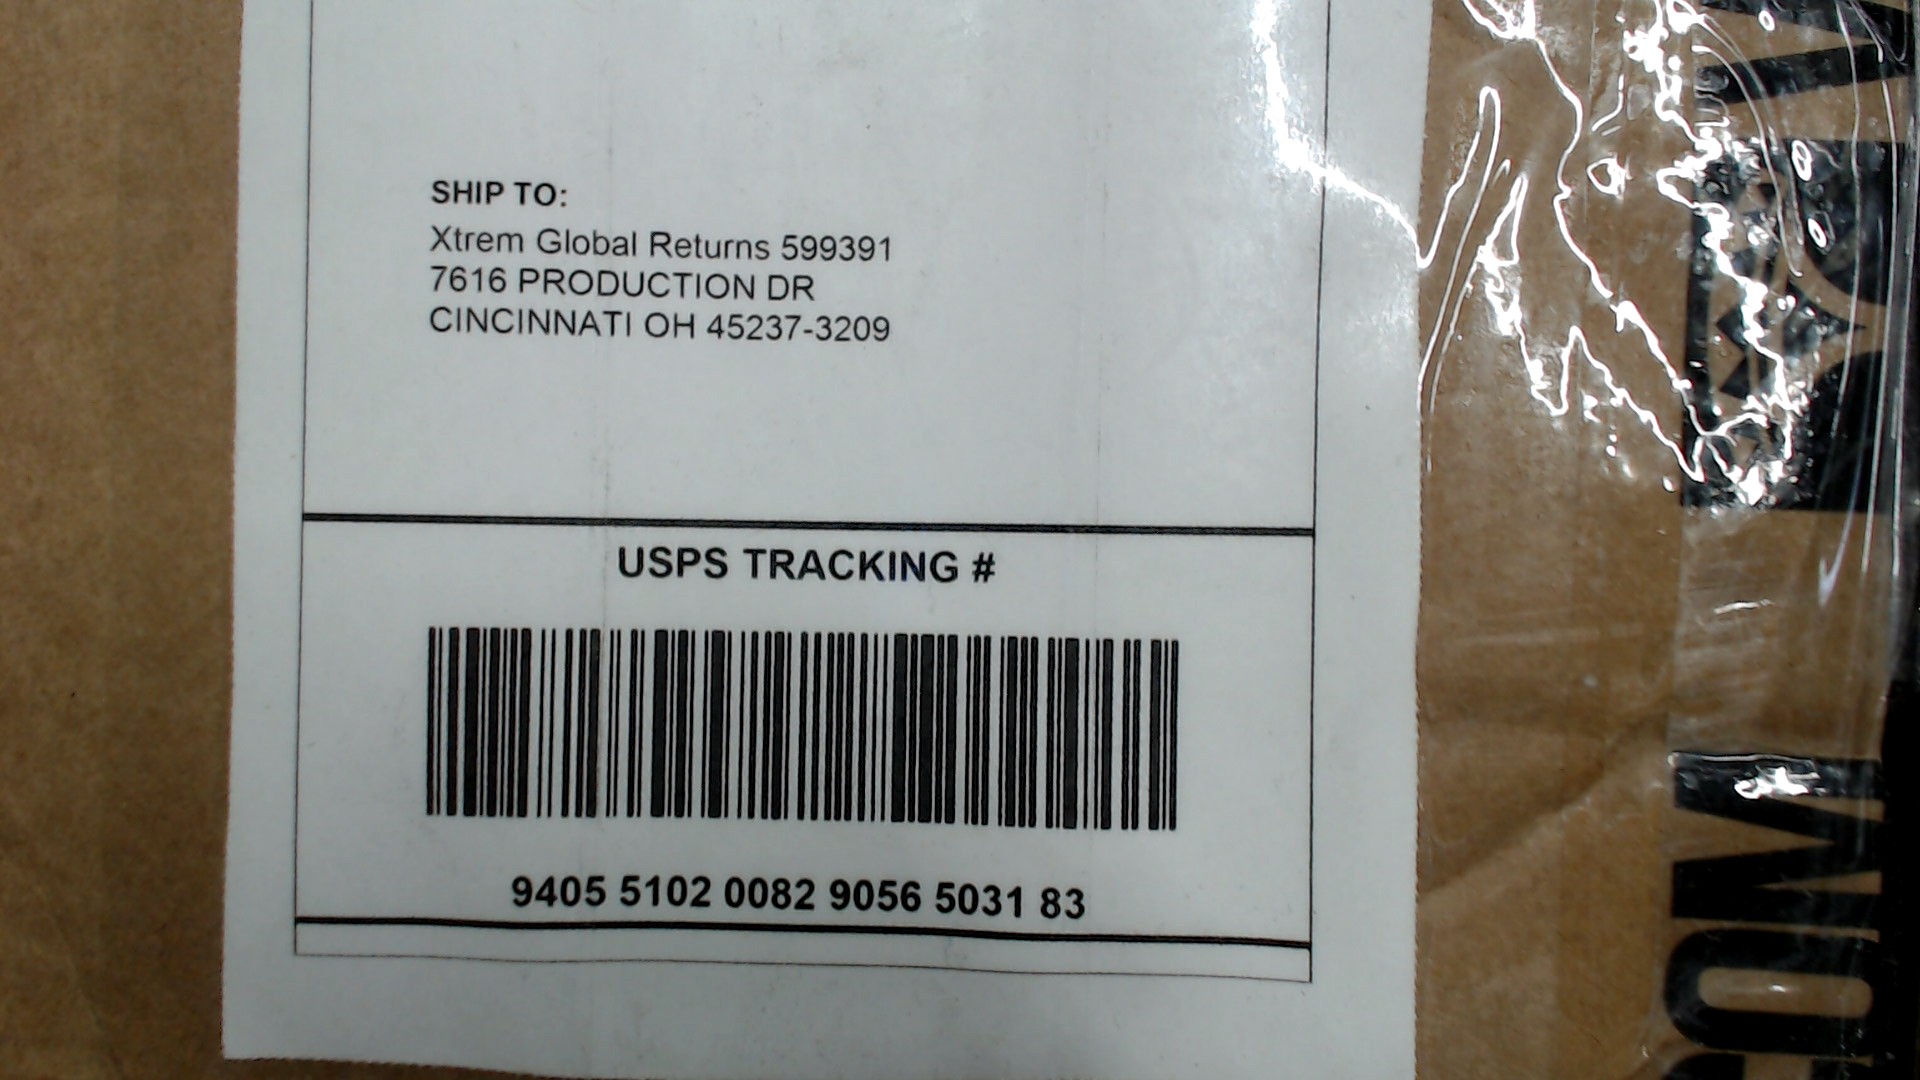 SHIP TO:
Xtrem Global Returns 599391
7616 PRODUCTION DR
CINCINNATI OH 45237-3209
USPS TRACKING #
9405 5102 0082 9056 5031 83